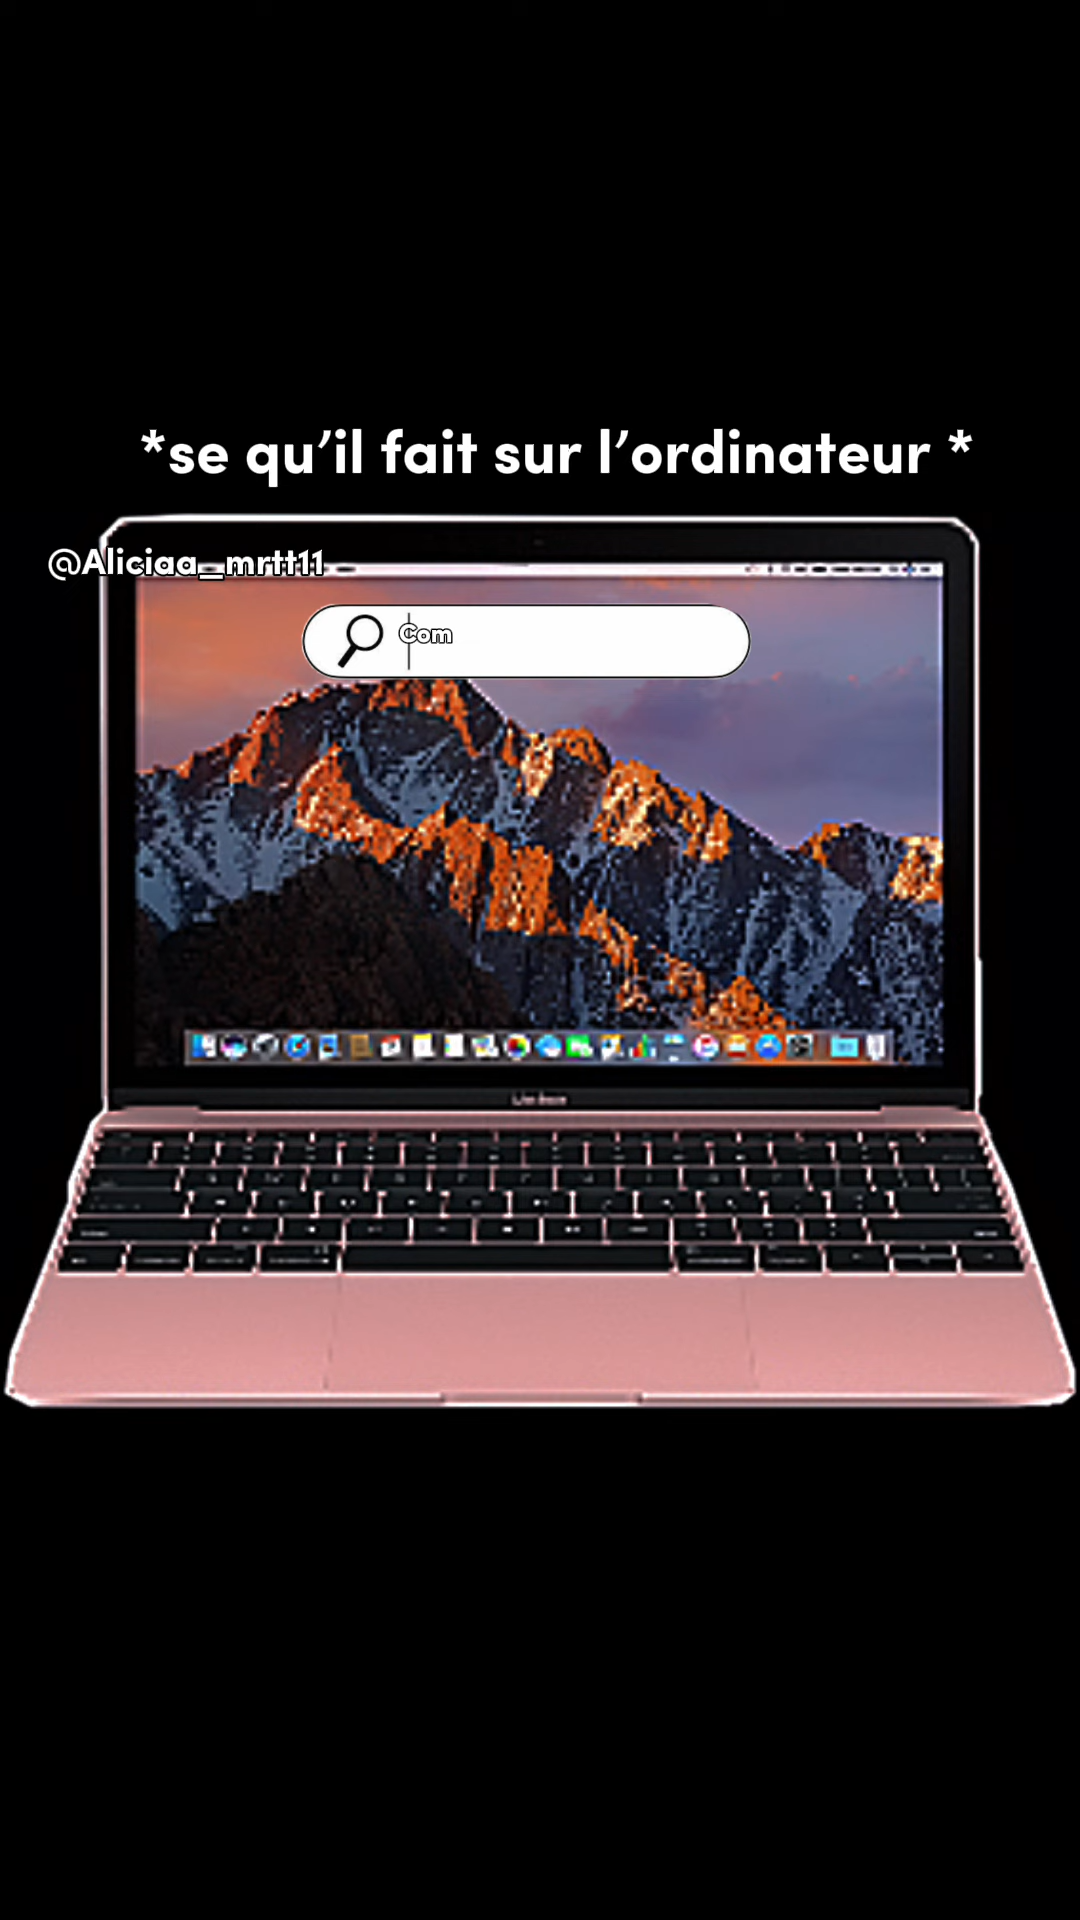 *se qu’il fait sur l’ordinateur *
@Aliciaa_mrtt11
Com